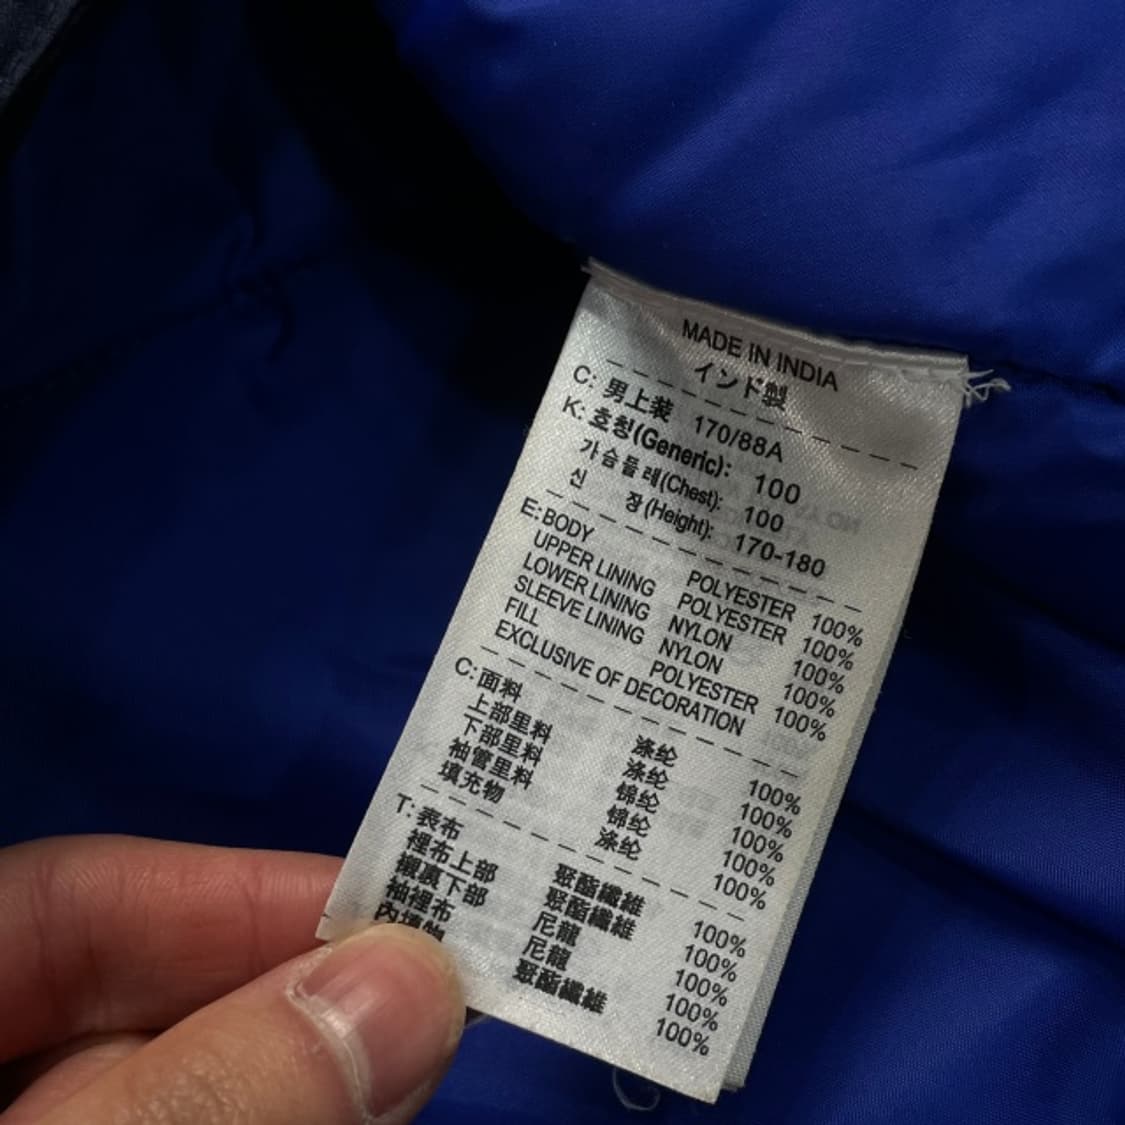 MADE IN INDIA
インド製
C: 男上装 170/88A
K: 호칭(Generic): 100
가슴둘레(Chest): 100
신 장(Height): 170-180
E: BODY POLYESTER 100%
UPPER LINING POLYESTER 100%
LOWER LINING NYLON 100%
SLEEVE LINING NYLON 100%
FILL POLYESTER 100%
EXCLUSIVE OF DECORATION
C: 面料 涤纶 100%
上部里料 涤纶 100%
下部里料 锦纶 100%
袖管里料 锦纶 100%
填充物 涤纶 100%
T: 表布 聚酯纖維 100%
裡布上部 聚酯纖維 100%
襯裏下部 尼龍 100%
袖裡布 尼龍 100%
內填物 聚酯纖維 100%